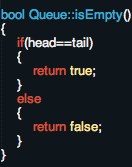 bool Queue::isEmpty()
{
    if(head==tail)
    {
        return true;
    }
    else
    {
        return false;
    }
}